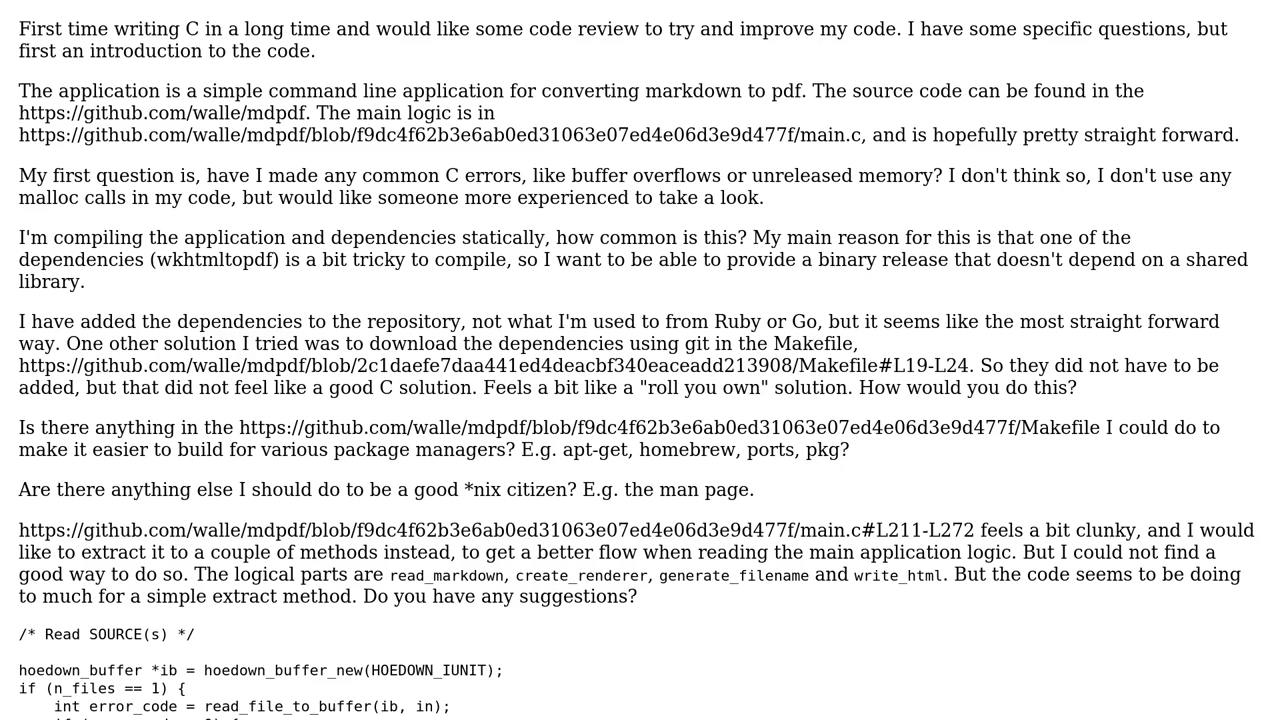 First time writing C in a long time and would like some code review to try and improve my code. I have some specific questions, but
first an introduction to the code.
The application is a simple command line application for converting markdown to pdf. The source code can be found in the
https://github.com/walle/mdpdf. The main logic is in
https://github.com/walle/mdpdf/blob/f9dc4f62b3e6ab0ed31063e07ed4e06d3e9d477f/main.c, and is hopefully pretty straight forward.
My first question is, have I made any common C errors, like buffer overflows or unreleased memory? I don't think so, I don't use any
malloc calls in my code, but would like someone more experienced to take a look.
I'm compiling the application and dependencies statically, how common is this? My main reason for this is that one of the
dependencies (wkhtmltopdf) is a bit tricky to compile, so I want to be able to provide a binary release that doesn't depend on a shared
library.
I have added the dependencies to the repository, not what I'm used to from Ruby or Go, but it seems like the most straight forward
way. One other solution I tried was to download the dependencies using git in the Makefile,
https://github.com/walle/mdpdf/blob/2c1daefe7daa441ed4deacbf340eaceadd213908/Makefile#L19-L24. So they did not have to be
added, but that did not feel like a good C solution. Feels a bit like a "roll you own" solution. How would you do this?
Is there anything in the https://github.com/walle/mdpdf/blob/f9dc4f62b3e6ab0ed31063e07ed4e06d3e9d477f/Makefile I could do to
make it easier to build for various package managers? E.g. apt-get, homebrew, ports, pkg?
Are there anything else I should do to be a good *nix citizen? E.g. the man page.
https://github.com/walle/mdpdf/blob/f9dc4f62b3e6ab0ed31063e07ed4e06d3e9d477f/main.c#L211-L272 feels a bit clunky, and I would
like to extract it to a couple of methods instead, to get a better flow when reading the main application logic. But I could not find a
good way to do so. The logical parts are read_markdown, create_renderer, generate_filename and write_html. But the code seems to be doing
to much for a simple extract method. Do you have any suggestions?
/* Read SOURCE(s) */
hoedown_buffer *ib = hoedown_buffer_new(HOEDOWN_IUNIT);
if (n_files == 1) {
    int error_code = read_file_to_buffer(ib, in);